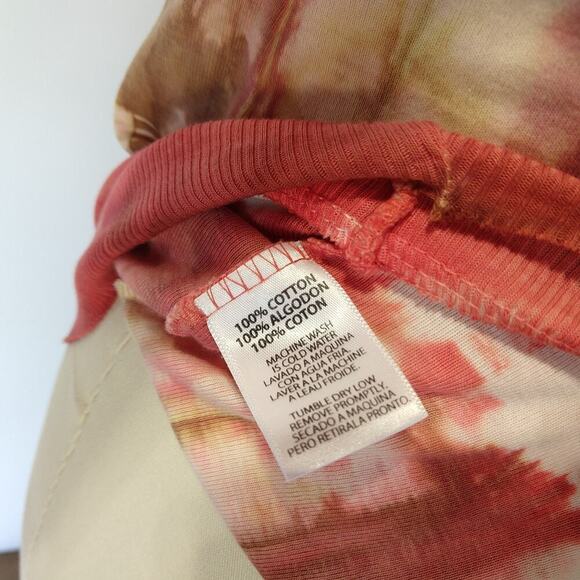 100% COTTON
100% ALGODON
100% COTON
MACHINE WASH
IS COLD WATER
LAVADO A MAQUINA
CON AGUA FRIA
LAVER A LA MACHINE
A LEAU FROIDE.
TUMBLE DRY LOW
REMOVE PROMPTLY.
SECADO A MAQUINA
PERO RETIRALA PRONTO.